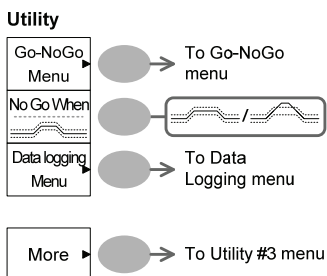 Utility
Go-NoGo
Menu
To Go-NoGo
menu
No Go When
/
Data logging
Menu
To Data
Logging menu
More
To Utility #3 menu